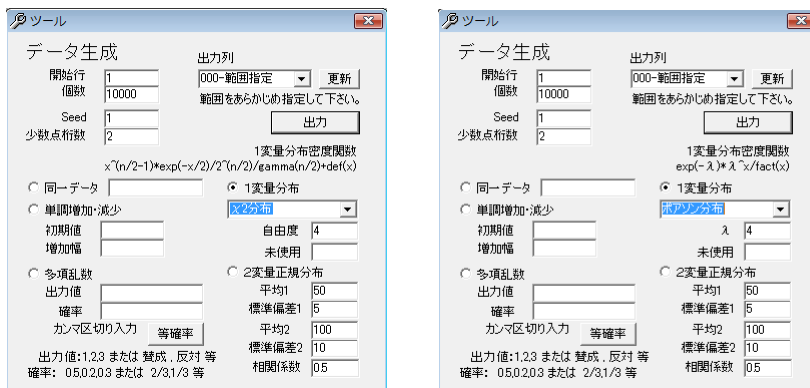 ツール
データ生成
出力列
開始行 1
000-範囲指定 更新
個数 10000
範囲をあらかじめ指定して下さい。
Seed 1
出力
少数点桁数 2
1変量分布密度関数
x^(n/2-1)*exp(-x/2)/2^(n/2)/gamma(n/2)+def(x)
同一データ
1変量分布
単調増加・減少
χ2分布
初期値
自由度 4
増加幅
未使用
多項乱数
2変量正規分布
出力値
平均1 50
確率
標準偏差1 5
カンマ区切り入力 等確率
平均2 100
標準偏差2 10
出力値:1,2,3 または 賛成 , 反対 等
確率: 0.5,0.2,0.3 または 2/3,1/3 等
相関係数 0.5
ツール
データ生成
出力列
開始行 1
000-範囲指定 更新
個数 10000
範囲をあらかじめ指定して下さい。
Seed 1
出力
少数点桁数 2
1変量分布密度関数
exp(-λ)*λ^x/fact(x)
同一データ
1変量分布
単調増加・減少
ポアソン分布
初期値
λ 4
増加幅
未使用
多項乱数
2変量正規分布
出力値
平均1 50
確率
標準偏差1 5
カンマ区切り入力 等確率
平均2 100
標準偏差2 10
出力値:1,2,3 または 賛成 , 反対 等
確率: 0.5,0.2,0.3 または 2/3,1/3 等
相関係数 0.5